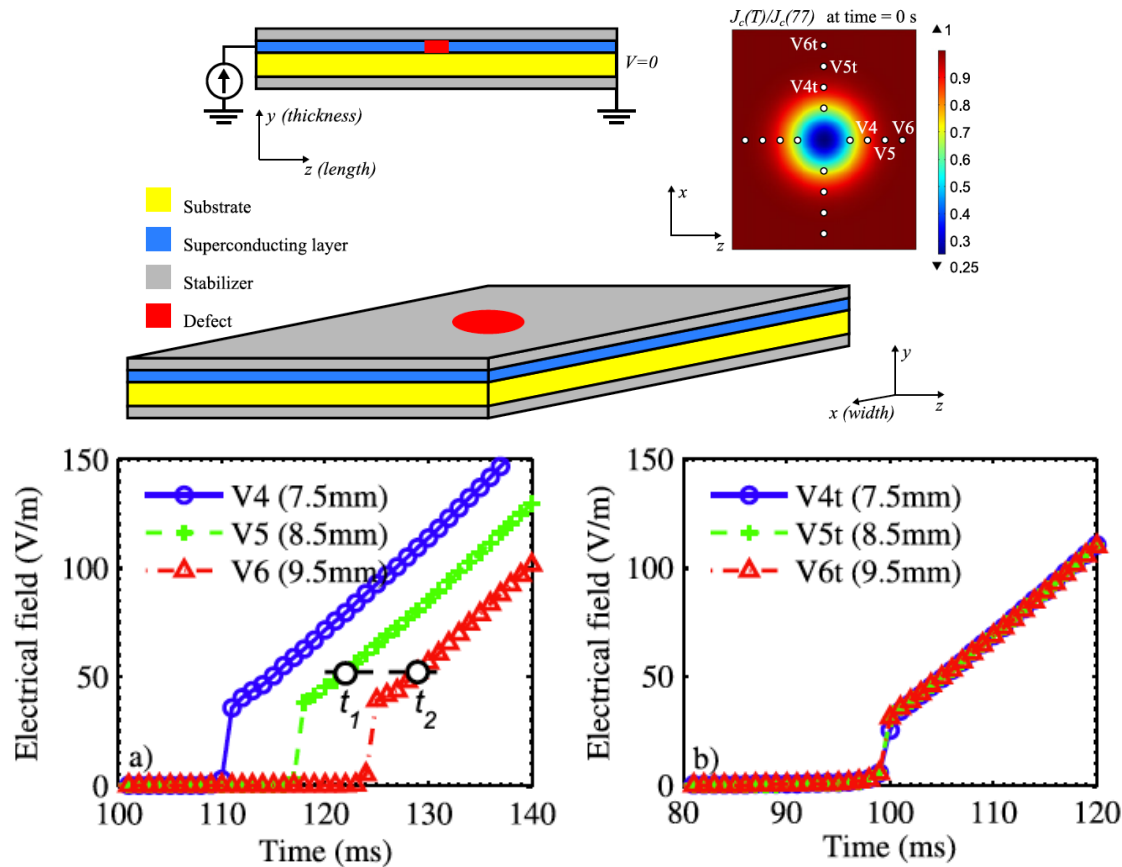 V=0
y (thickness)
z (length)
Substrate
Superconducting layer
Stabilizer
Defect
J_c(T)/J_c(77) at time = 0 s
V6t
V5t
V4t
V4
V6
V5
x
z
▲ 1
0.9
0.8
0.7
0.6
0.5
0.4
0.3
▼ 0.25
y
x (width)
z
150
100
50
0
Electrical field (V/m)
V4 (7.5mm)
V5 (8.5mm)
V6 (9.5mm)
t_1
t_2
a)
100
110
120
130
140
Time (ms)
150
100
50
0
Electrical field (V/m)
V4t (7.5mm)
V5t (8.5mm)
V6t (9.5mm)
b)
80
90
100
110
120
Time (ms)